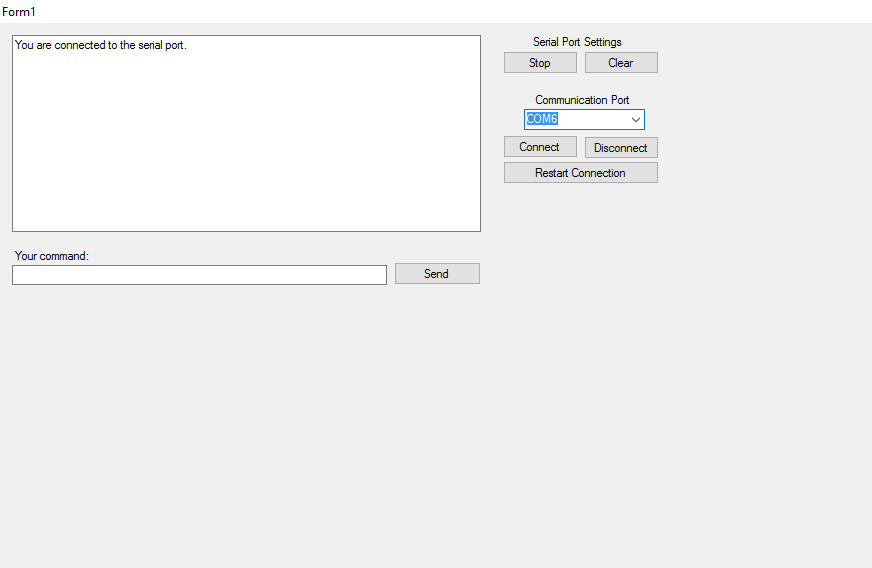 Form1
You are connected to the serial port.
Serial Port Settings
Stop
Clear
Communication Port
COM6
Connect
Disconnect
Restart Connection
Your command:
Send